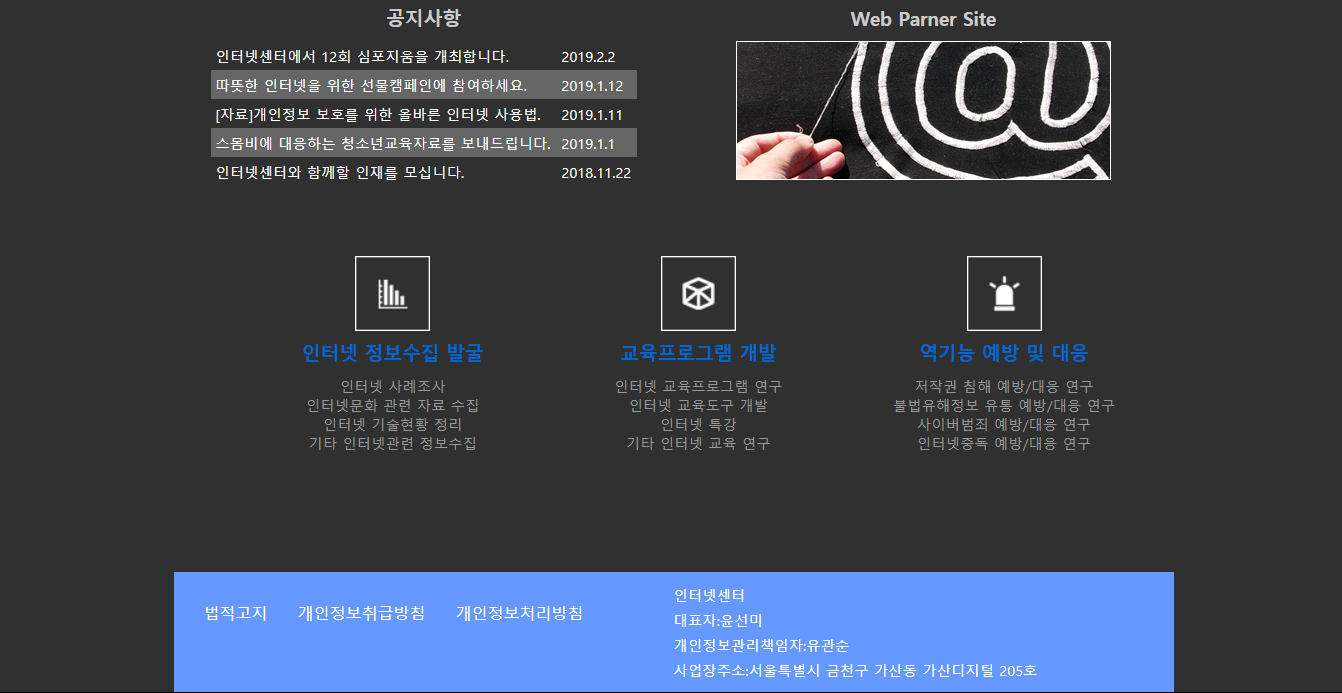 공지사항
인터넷센터에서 12회 심포지움을 개최합니다. 2019.2.2
따뜻한 인터넷을 위한 선물캠페인에 참여하세요. 2019.1.12
[자료]개인정보 보호를 위한 올바른 인터넷 사용법. 2019.1.11
스몸비에 대응하는 청소년교육자료를 보내드립니다. 2019.1.1
인터넷센터와 함께할 인재를 모십니다. 2018.11.22
Web Parner Site
@
인터넷 정보수집 발굴
인터넷 사례조사
인터넷문화 관련 자료 수집
인터넷 기술현황 정리
기타 인터넷관련 정보수집
교육프로그램 개발
인터넷 교육프로그램 연구
인터넷 교육도구 개발
인터넷 특강
기타 인터넷 교육 연구
역기능 예방 및 대응
저작권 침해 예방/대응 연구
불법유해정보 유통 예방/대응 연구
사이버범죄 예방/대응 연구
인터넷중독 예방/대응 연구
법적고지 개인정보취급방침 개인정보처리방침
인터넷센터
대표자:윤선미
개인정보관리책임자:유관순
사업장주소:서울특별시 금천구 가산동 가산디지털 205호